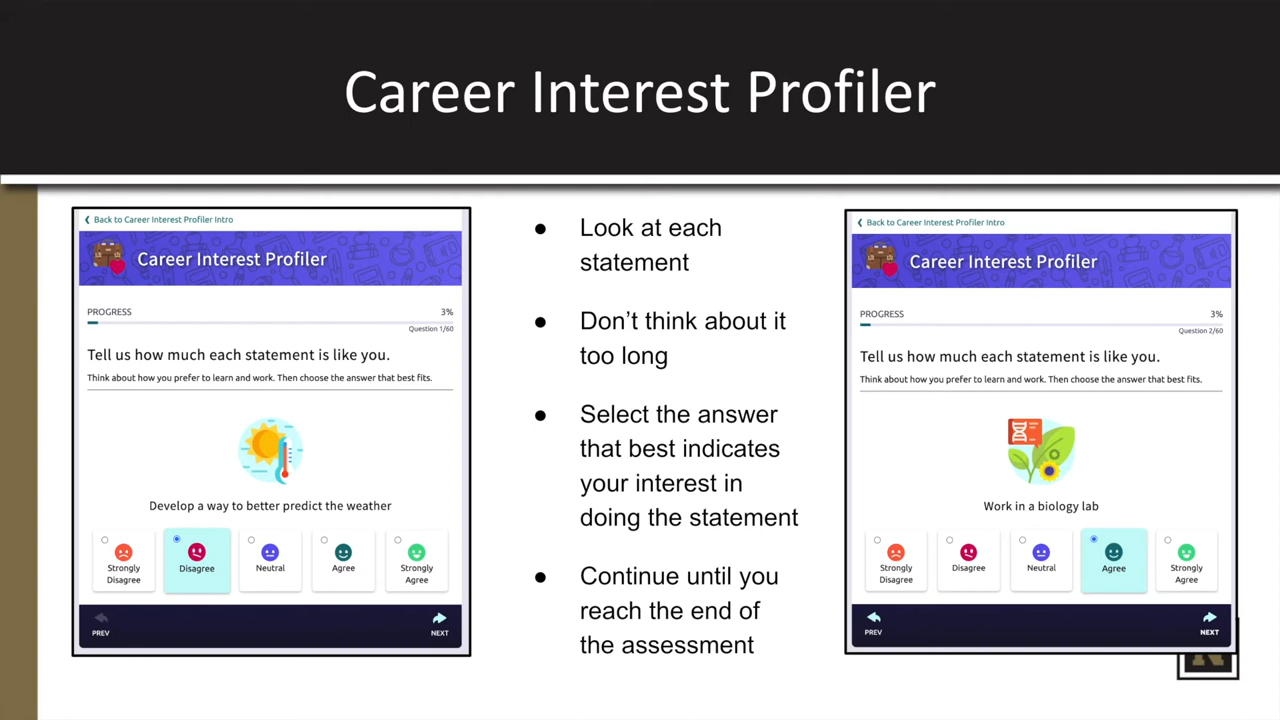 Career Interest Profiler
Back to Career Interest Profiler Intro
Career Interest Profiler
PROGRESS
3%
Question 1/60
Tell us how much each statement is like you.
Think about how you prefer to learn and work. Then choose the answer that best fits.
Develop a way to better predict the weather
Strongly
Disagree
Disagree
Neutral
Agree
Strongly
Agree
PREV
NEXT
● Look at each
statement
● Don’t think about it
too long
● Select the answer
that best indicates
your interest in
doing the statement
● Continue until you
reach the end of
the assessment
Back to Career Interest Profiler Intro
Career Interest Profiler
PROGRESS
3%
Question 2/60
Tell us how much each statement is like you.
Think about how you prefer to learn and work. Then choose the answer that best fits.
Work in a biology lab
Strongly
Disagree
Disagree
Neutral
Agree
Strongly
Agree
PREV
NEXT